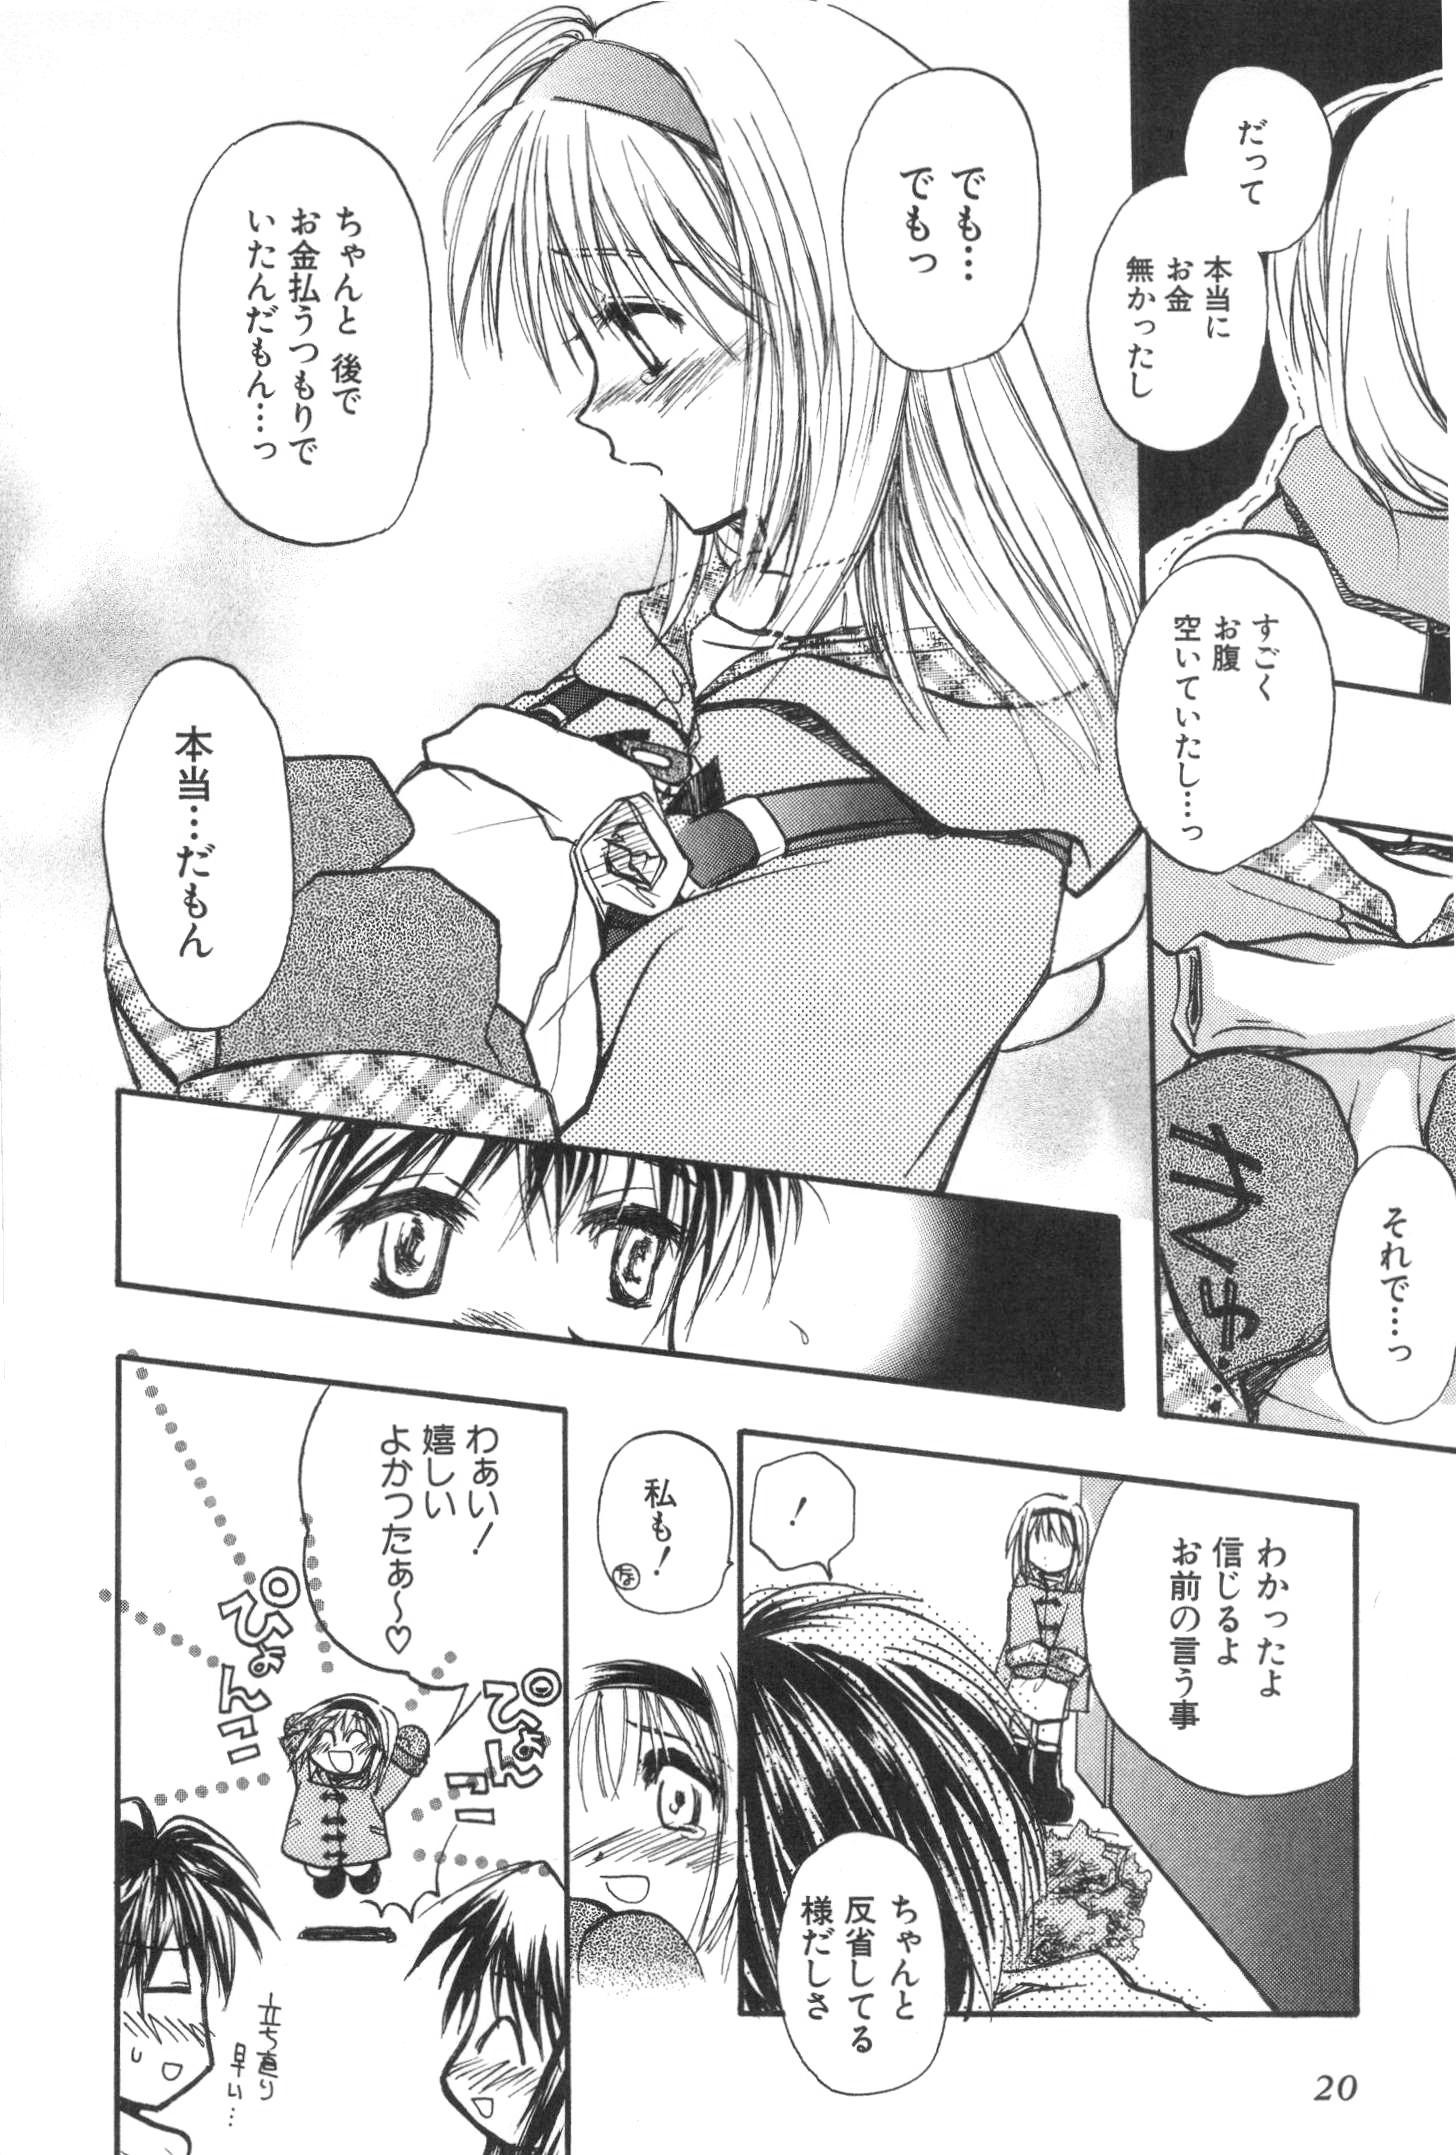 だって
本当に
お金
無かったし
すごく
お腹
空いていたし…っ
それで…っ
でも…
でもっ
ちゃんと 後で
お金払うつもりで
いたんだもん…っ
本当…だもん
わかったよ
信じるよ
お前の言う事
！
ちゃんと
反省してる
様だしさ
私も！
な
わぁい！
嬉しい
よかったぁ〜♡
ぴょんこ
ぴょんこ
立ち直り
早い…
20